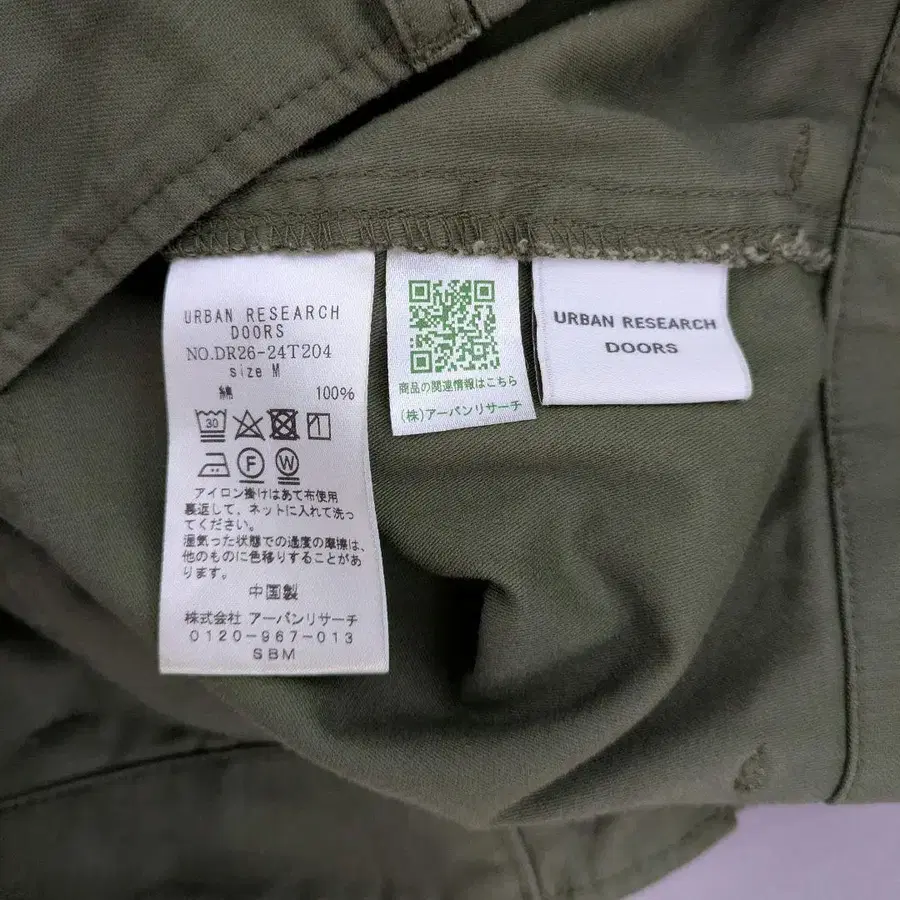 URBAN RESEARCH
DOORS
NO.DR26-24T204
size M
綿 100%
30
F W
アイロン掛けはあて布使用
裏返して、ネットに入れて洗っ
てください。
湿気った状態での過度の摩擦は、
他のものに色移りすることがあ
ります。
中国製
株式会社 アーバンリサーチ
0120-967-013
SBM
商品の関連情報はこちら
(株)アーバンリサーチ
URBAN RESEARCH
DOORS